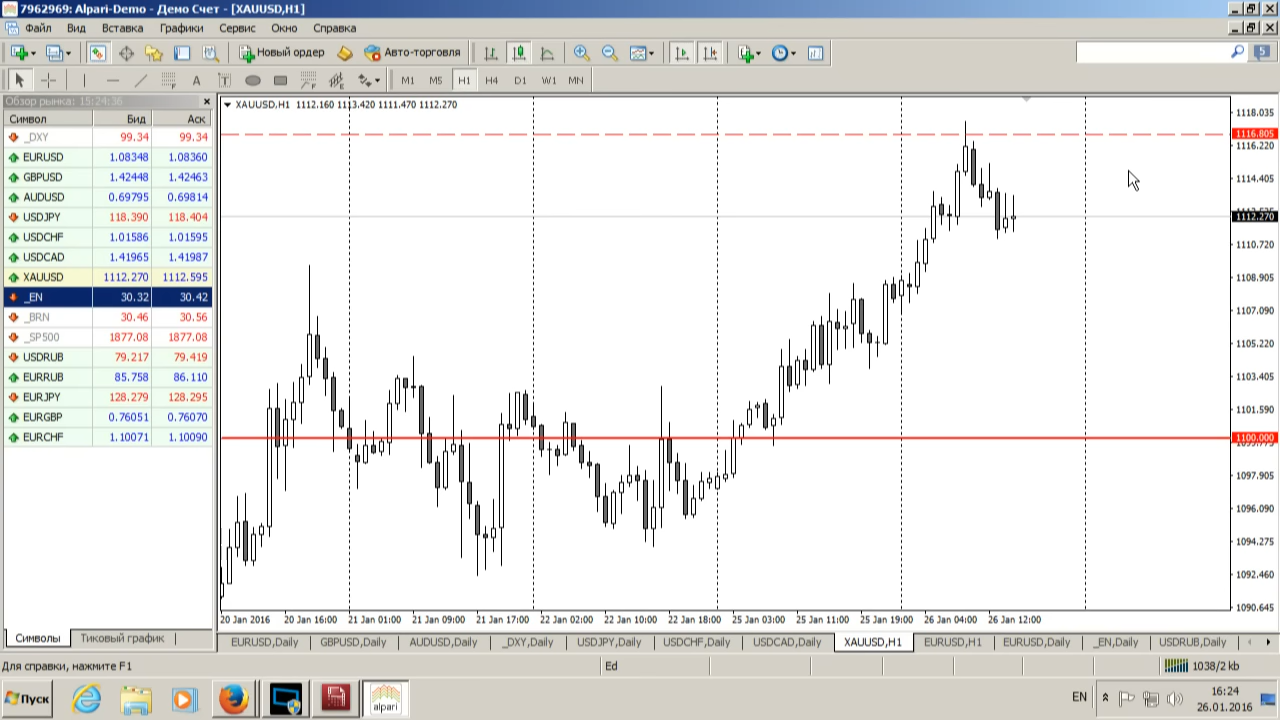 7962969: Alpari-Demo - Демо Счет - [XAUUSD,H1]
Файл Вид Вставка Графики Сервис Окно Справка
Новый ордер Авто-торговля 5
A T M1 M5 H1 H4 D1 W1 MN
Обзор рынка: 15:24:38
Символ Бид Аск
_DXY 99.34 99.34
EURUSD 1.08348 1.08360
GBPUSD 1.42448 1.42463
AUDUSD 0.69795 0.69814
USDJPY 118.390 118.404
USDCHF 1.01586 1.01595
USDCAD 1.41965 1.41987
XAUUSD 1112.270 1112.595
_EN 30.32 30.42
_BRN 30.46 30.56
_SP500 1877.08 1877.08
USDRUB 79.217 79.419
EURRUB 85.758 86.110
EURJPY 128.279 128.295
EURGBP 0.76051 0.76070
EURCHF 1.10071 1.10090
Символы Тиковый график
XAUUSD,H1 1112.160 1113.420 1111.470 1112.270
1118.035
1116.805
1116.220
1114.405
1112.270
1110.720
1108.905
1107.090
1105.220
1103.405
1101.590
1100.000
1097.905
1096.090
1094.275
1092.460
1090.645
20 Jan 2016 20 Jan 16:00 21 Jan 01:00 21 Jan 09:00 21 Jan 17:00 22 Jan 02:00 22 Jan 10:00 22 Jan 18:00 25 Jan 03:00 25 Jan 11:00 25 Jan 19:00 26 Jan 04:00 26 Jan 12:00
EURUSD,Daily GBPUSD,Daily AUDUSD,Daily _DXY,Daily USDJPY,Daily USDCHF,Daily USDCAD,Daily XAUUSD,H1 EURUSD,H1 EURUSD,Daily _EN,Daily USDRUB,Daily
Для справки, нажмите F1 Ed 1038/2 kb
Пуск alpari EN 16:24
26.01.2016